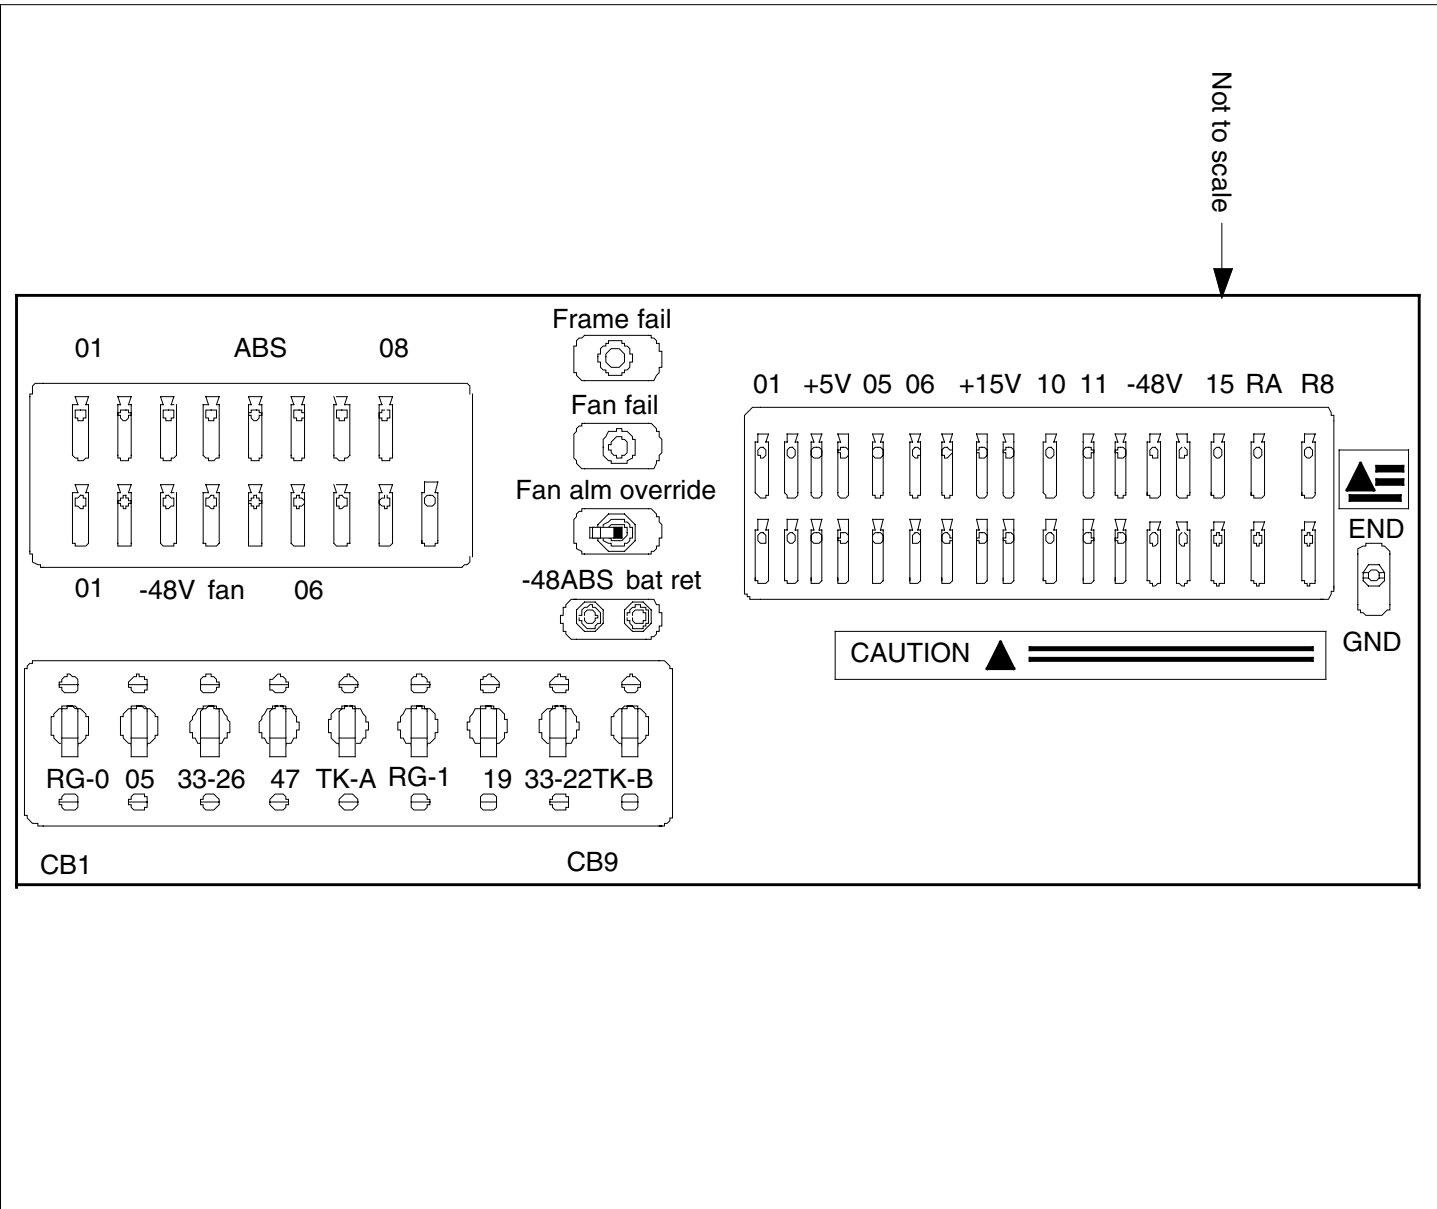 Not to scale
Frame fail
01 ABS 08
Fan fail
01 +5V 05 06 +15V 10 11 -48V 15 RA R8
Fan alm override
END
-48ABS bat ret
01 -48V fan 06
GND
CAUTION
RG-0 05 33-26 47 TK-A RG-1 19 33-22 TK-B
CB1 CB9